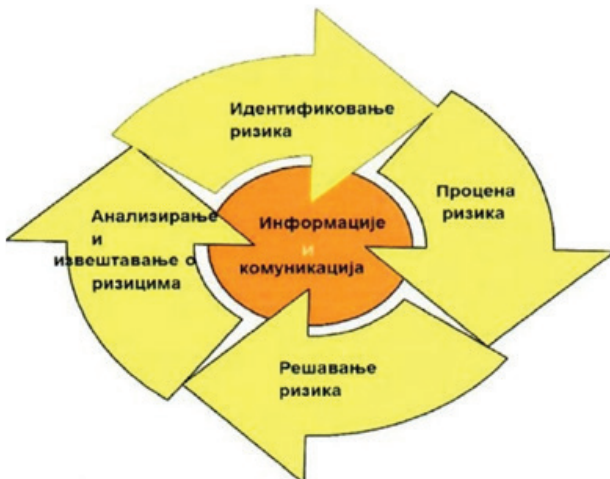 Идентификовање
ризика
Процена
ризика
Анализирање
и
извештавање о
ризицима
Информације
и
комуникација
Решавање
ризика